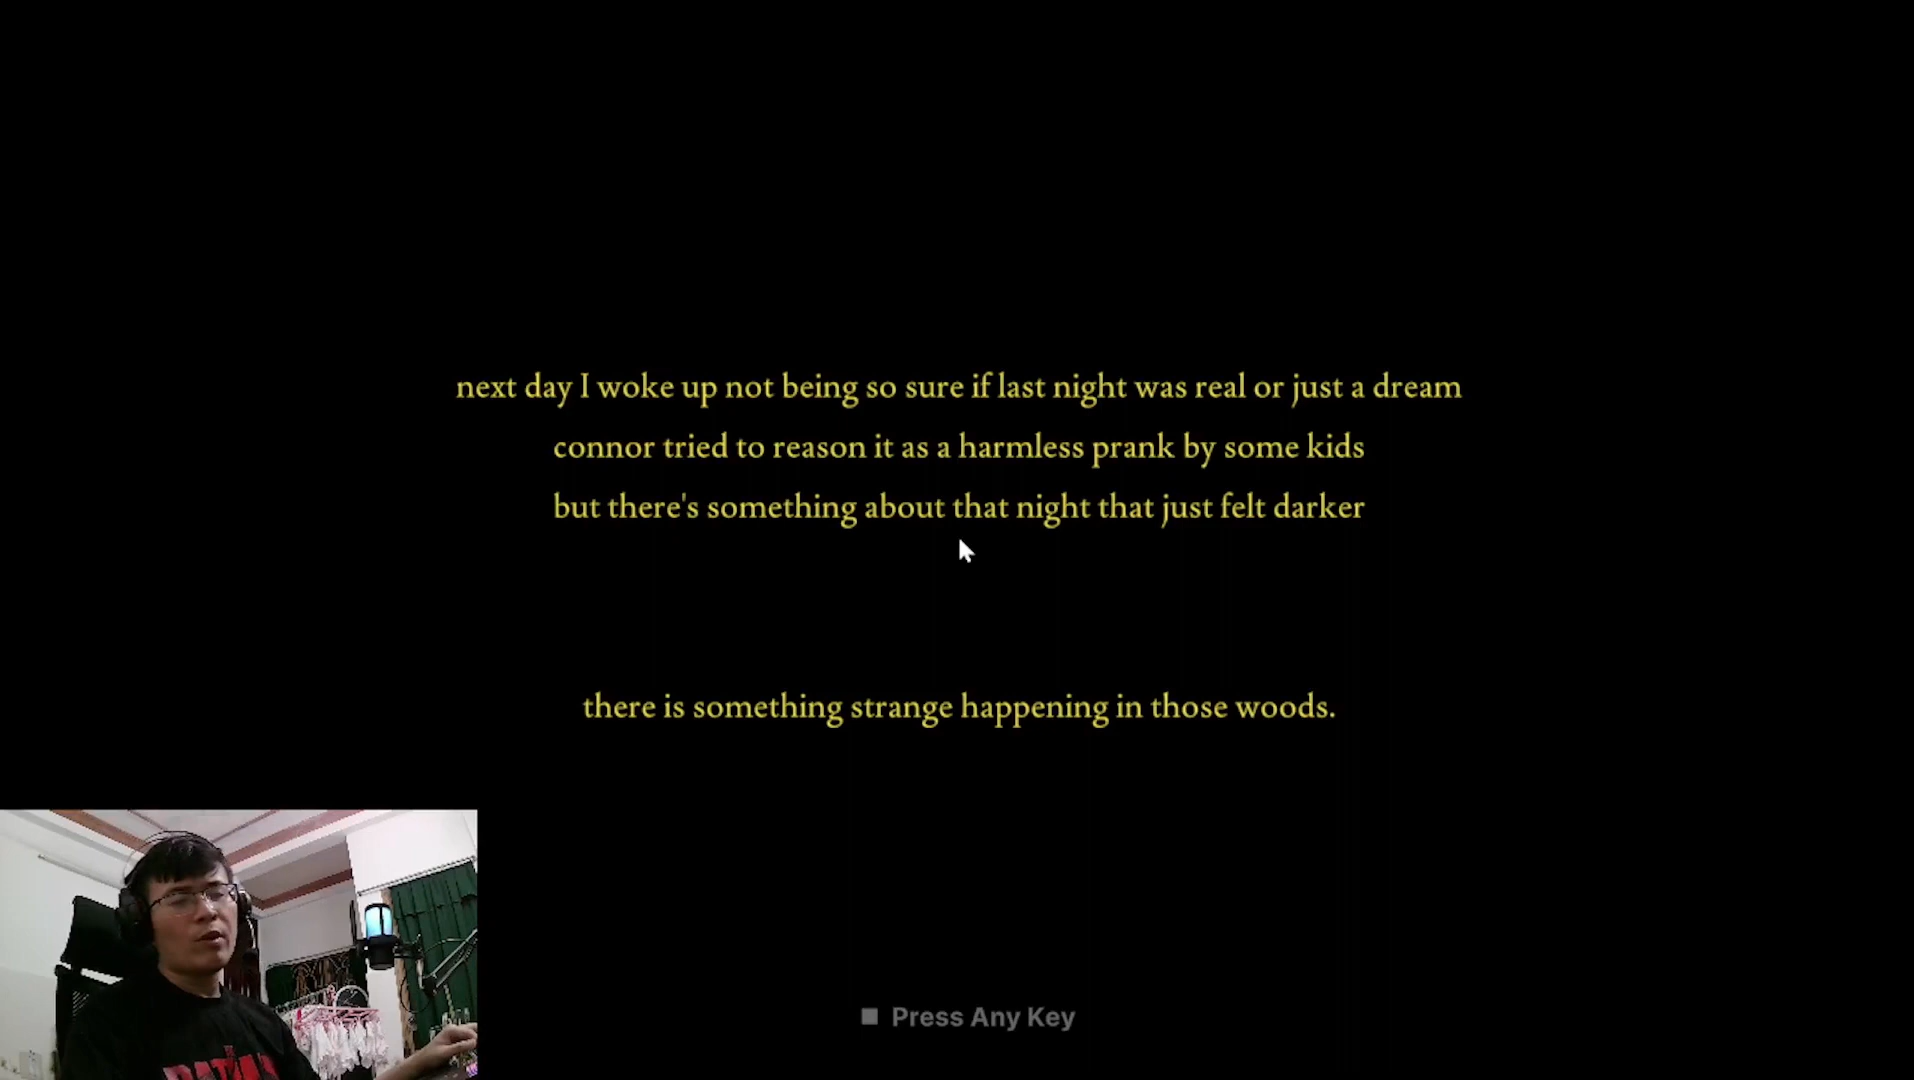 next day I woke up not being so sure if last night was real or just a dream
connor tried to reason it as a harmless prank by some kids
but there's something about that night that just felt darker
there is something strange happening in those woods.
Press Any Key